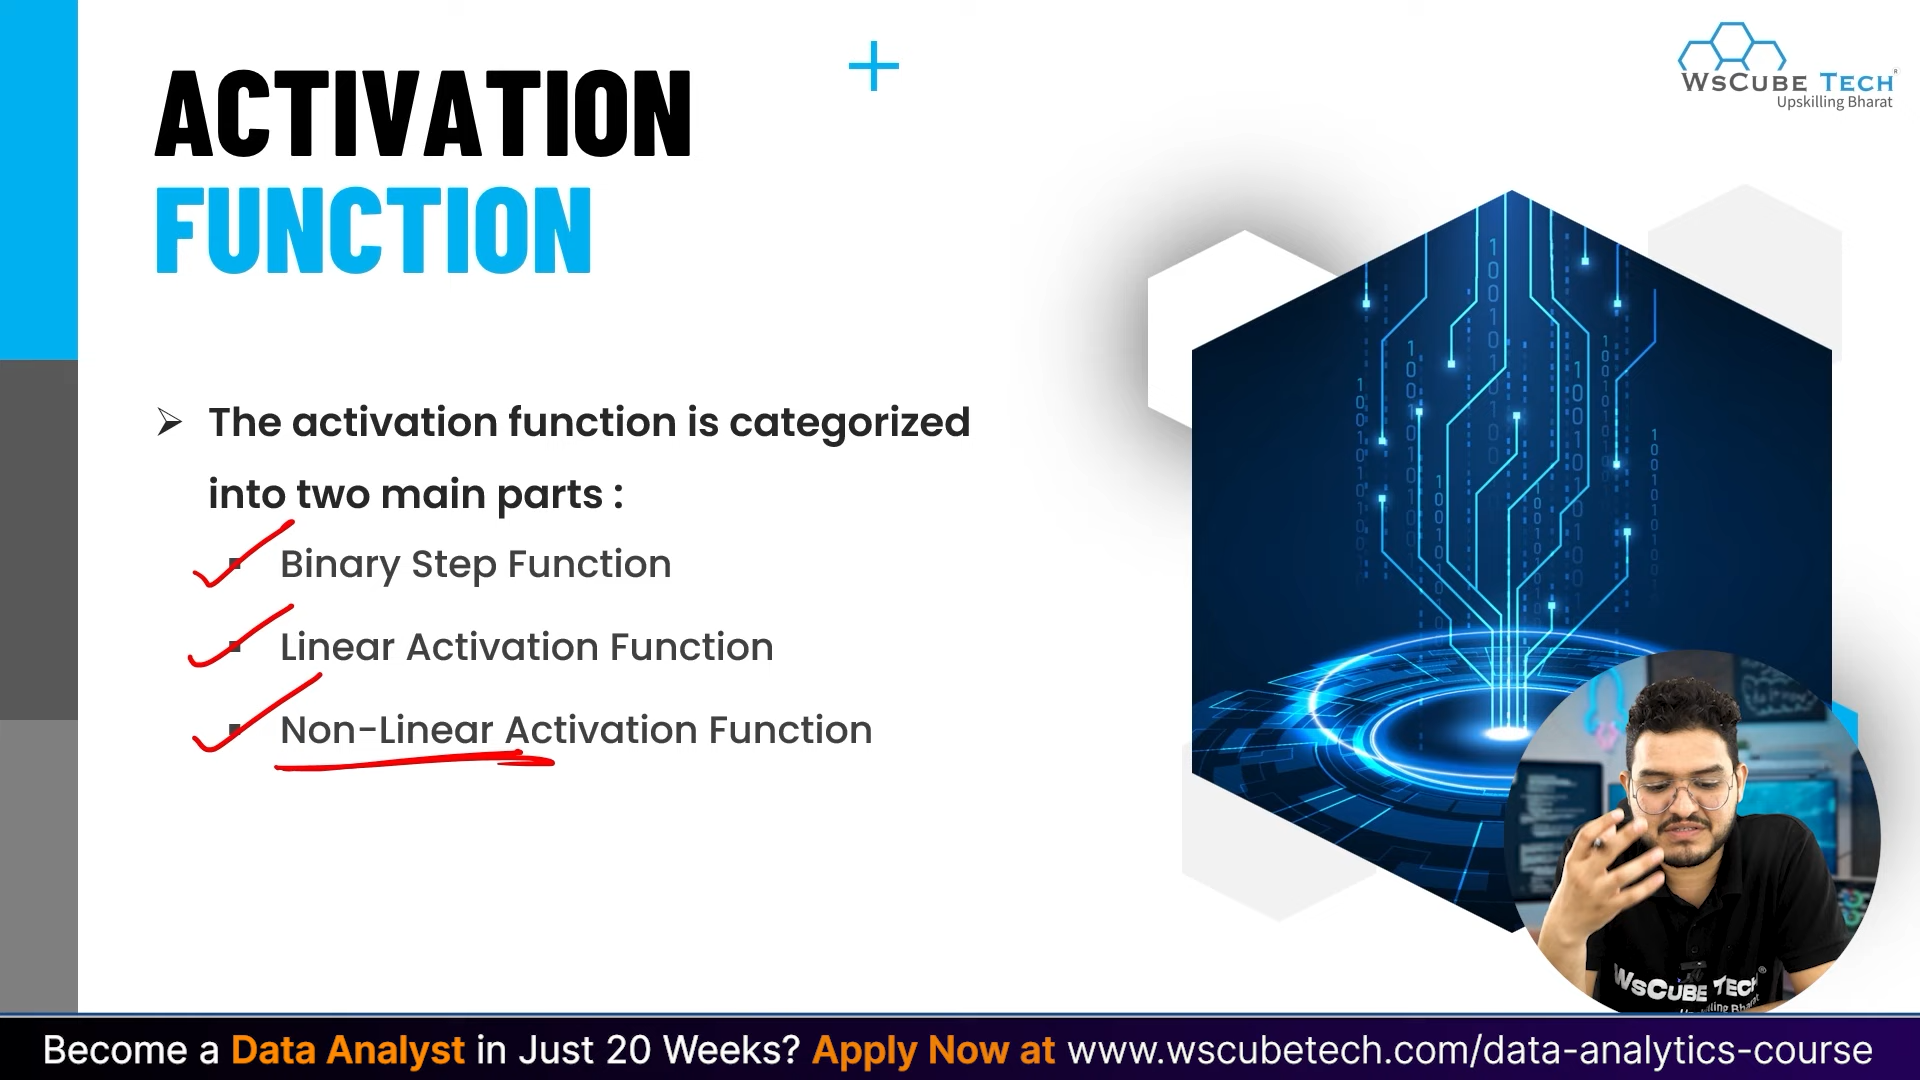 ACTIVATION
FUNCTION
WsCube Tech
Upskilling Bharat
The activation function is categorized
into two main parts :
Binary Step Function
Linear Activation Function
Non-Linear Activation Function
WsCube Tech
Become a Data Analyst in Just 20 Weeks? Apply Now at www.wscubetech.com/data-analytics-course